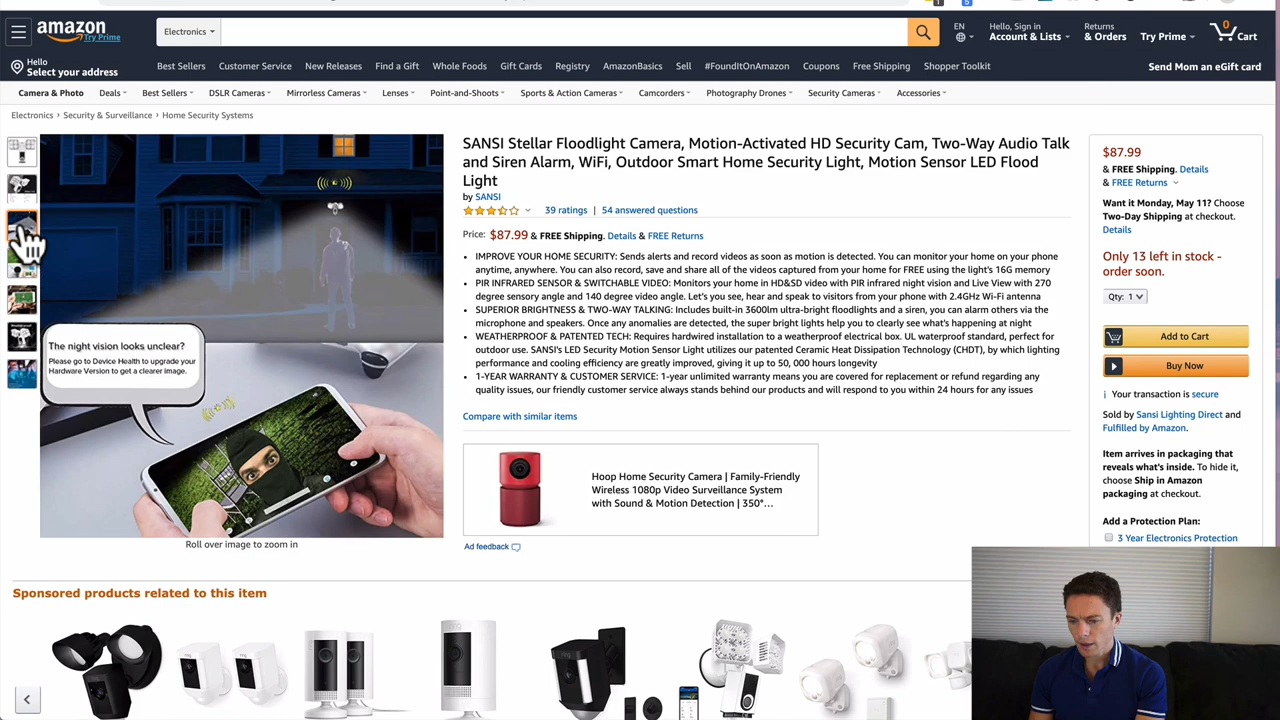 amazon
Try Prime
Electronics
EN
Hello, Sign in
Account & Lists
Returns
& Orders
Try Prime
0
Cart
Hello
Select your address
Best Sellers
Customer Service
New Releases
Find a Gift
Whole Foods
Gift Cards
Registry
AmazonBasics
Sell
#FoundItOnAmazon
Coupons
Free Shipping
Shopper Toolkit
Send Mom an eGift card
Camera & Photo
Deals
Best Sellers
DSLR Cameras
Mirrorless Cameras
Lenses
Point-and-Shoots
Sports & Action Cameras
Camcorders
Photography Drones
Security Cameras
Accessories
Electronics › Security & Surveillance › Home Security Systems
The night vision looks unclear?
Please go to Device Health to upgrade your
Hardware Version to get a clearer image.
Roll over image to zoom in
SANSI Stellar Floodlight Camera, Motion-Activated HD Security Cam, Two-Way Audio Talk
and Siren Alarm, WiFi, Outdoor Smart Home Security Light, Motion Sensor LED Flood
Light
by SANSI
39 ratings | 54 answered questions
Price: $87.99 & FREE Shipping. Details & FREE Returns
• IMPROVE YOUR HOME SECURITY: Sends alerts and record videos as soon as motion is detected. You can monitor your home on your phone
anytime, anywhere. You can also record, save and share all of the videos captured from your home for FREE using the light's 16G memory
• PIR INFRARED SENSOR & SWITCHABLE VIDEO: Monitors your home in HD&SD video with PIR infrared night vision and Live View with 270
degree sensory angle and 140 degree video angle. Let's you see, hear and speak to visitors from your phone with 2.4GHz Wi-Fi antenna
• SUPERIOR BRIGHTNESS & TWO-WAY TALKING: Includes built-in 3600lm ultra-bright floodlights and a siren, you can alarm others via the
microphone and speakers. Once any anomalies are detected, the super bright lights help you to clearly see what's happening at night
• WEATHERPROOF & PATENTED TECH: Requires hardwired installation to a weatherproof electrical box. UL waterproof standard, perfect for
outdoor use. SANSI's LED Security Motion Sensor Light utilizes our patented Ceramic Heat Dissipation Technology (CHDT), by which lighting
performance and cooling efficiency are greatly improved, giving it up to 50, 000 hours longevity
• 1-YEAR WARRANTY & CUSTOMER SERVICE: 1-year unlimited warranty means you are covered for replacement or refund regarding any
quality issues, our friendly customer service always stands behind our products and will respond to you within 24 hours for any issues
Compare with similar items
Hoop Home Security Camera | Family-Friendly
Wireless 1080p Video Surveillance System
with Sound & Motion Detection | 350°…
Ad feedback
$87.99
& FREE Shipping. Details
& FREE Returns
Want it Monday, May 11? Choose
Two-Day Shipping at checkout.
Details
Only 13 left in stock -
order soon.
Qty: 1
Add to Cart
Buy Now
Your transaction is secure
Sold by Sansi Lighting Direct and
Fulfilled by Amazon.
Item arrives in packaging that
reveals what's inside. To hide it,
choose Ship in Amazon
packaging at checkout.
Add a Protection Plan:
3 Year Electronics Protection
Sponsored products related to this item
ring